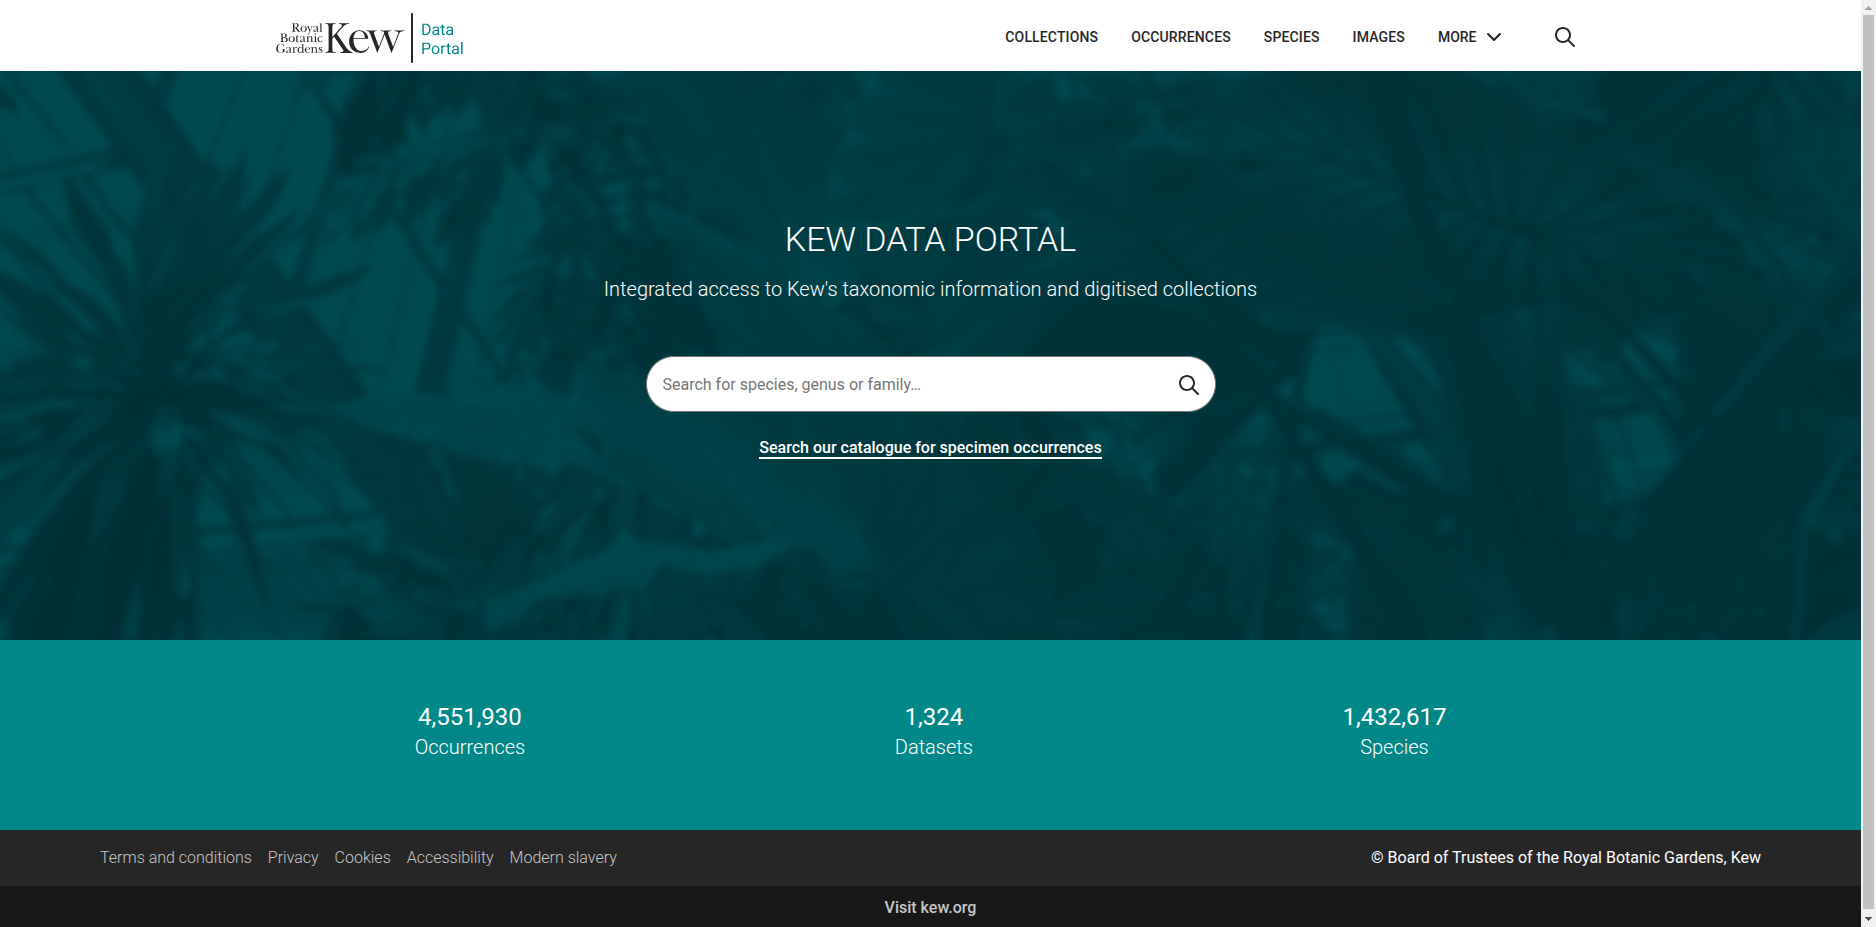 Royal
Botanic
Gardens
Kew
Data
Portal
COLLECTIONS OCCURRENCES SPECIES IMAGES MORE
KEW DATA PORTAL
Integrated access to Kew's taxonomic information and digitised collections
Search for species, genus or family...
Search our catalogue for specimen occurrences
4,551,930 1,324 1,432,617
Occurrences Datasets Species
Terms and conditions Privacy Cookies Accessibility Modern slavery © Board of Trustees of the Royal Botanic Gardens, Kew
Visit kew.org